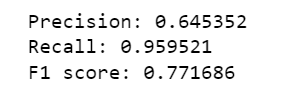 Precision: 0.645352
Recall: 0.959521
F1 score: 0.771686